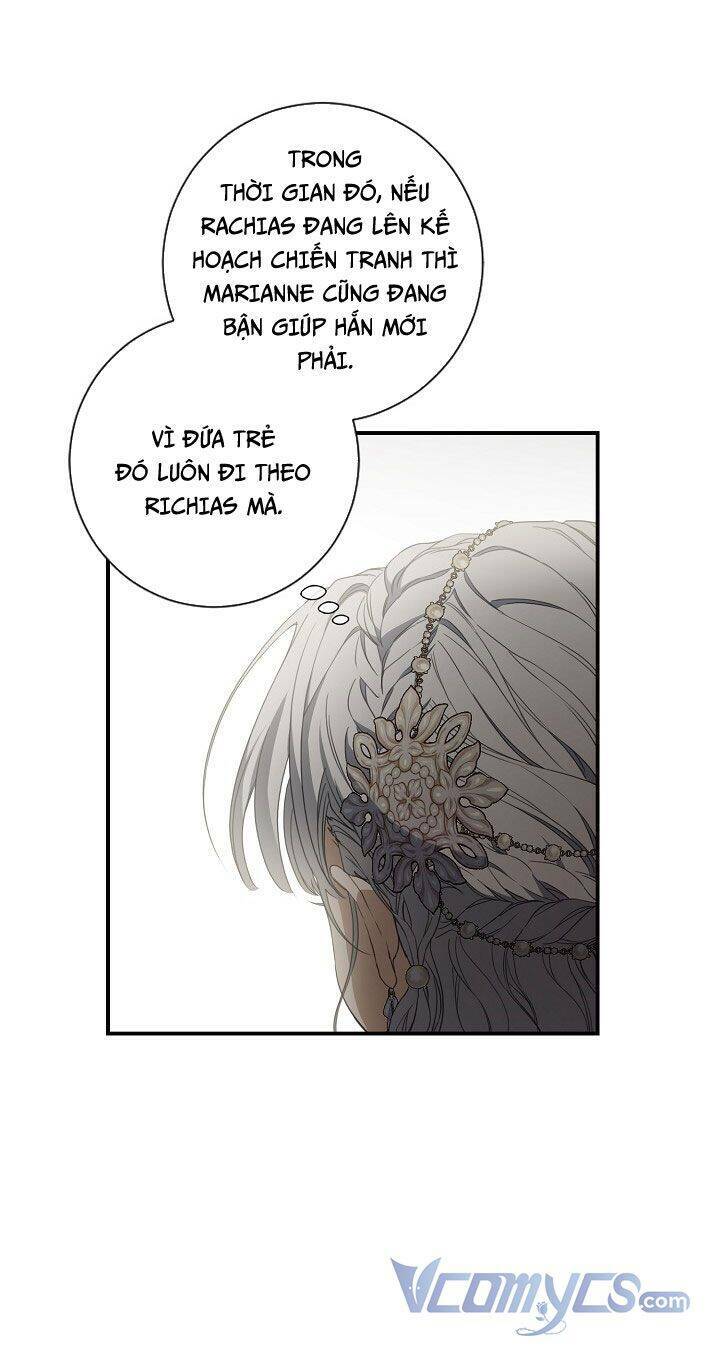 TRONG
THỜI GIAN ĐÓ, NẾU
RACHIAS ĐANG LÊN KẾ
HOẠCH CHIẾN TRANH THÌ
MARIANNE CŨNG ĐANG
BẬN GIÚP HẮN MỚI
PHẢI.
VÌ ĐỨA TRẺ
ĐÓ LUÔN ĐI THEO
RICHIAS MÀ.
VCOMYCS.com